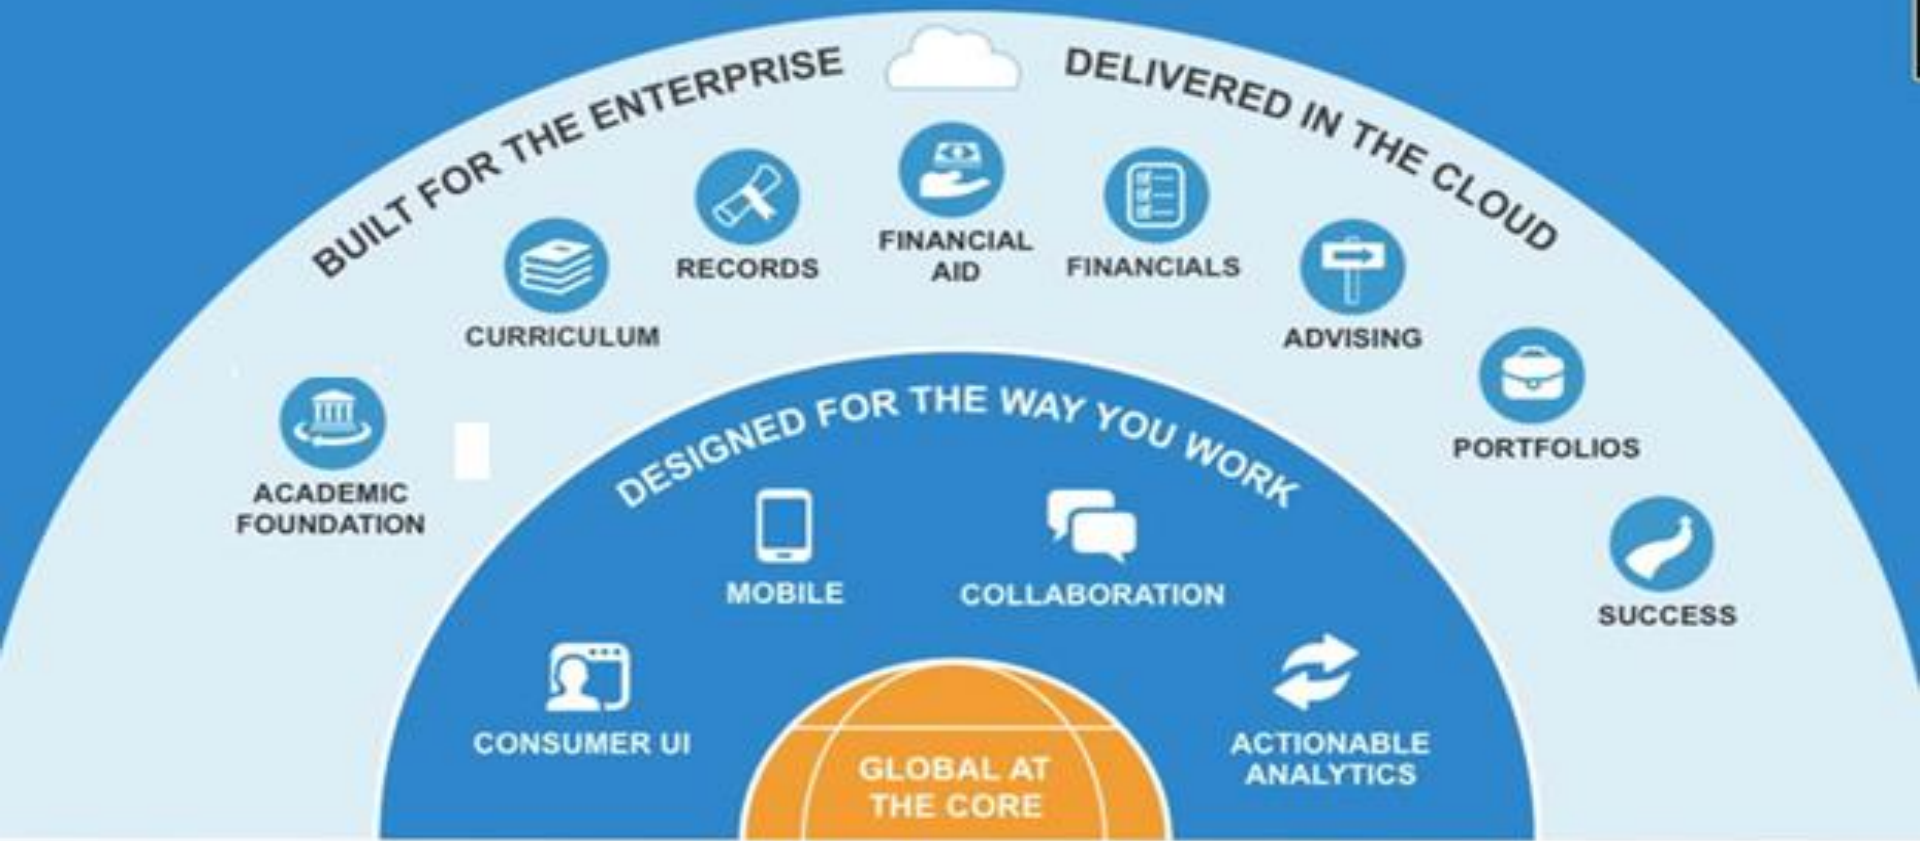 BUILT FOR THE ENTERPRISE
DELIVERED IN THE CLOUD
ACADEMIC
FOUNDATION
CURRICULUM
RECORDS
FINANCIAL
AID
FINANCIALS
ADVISING
PORTFOLIOS
SUCCESS
DESIGNED FOR THE WAY YOU WORK
CONSUMER UI
MOBILE
COLLABORATION
ACTIONABLE
ANALYTICS
GLOBAL AT
THE CORE